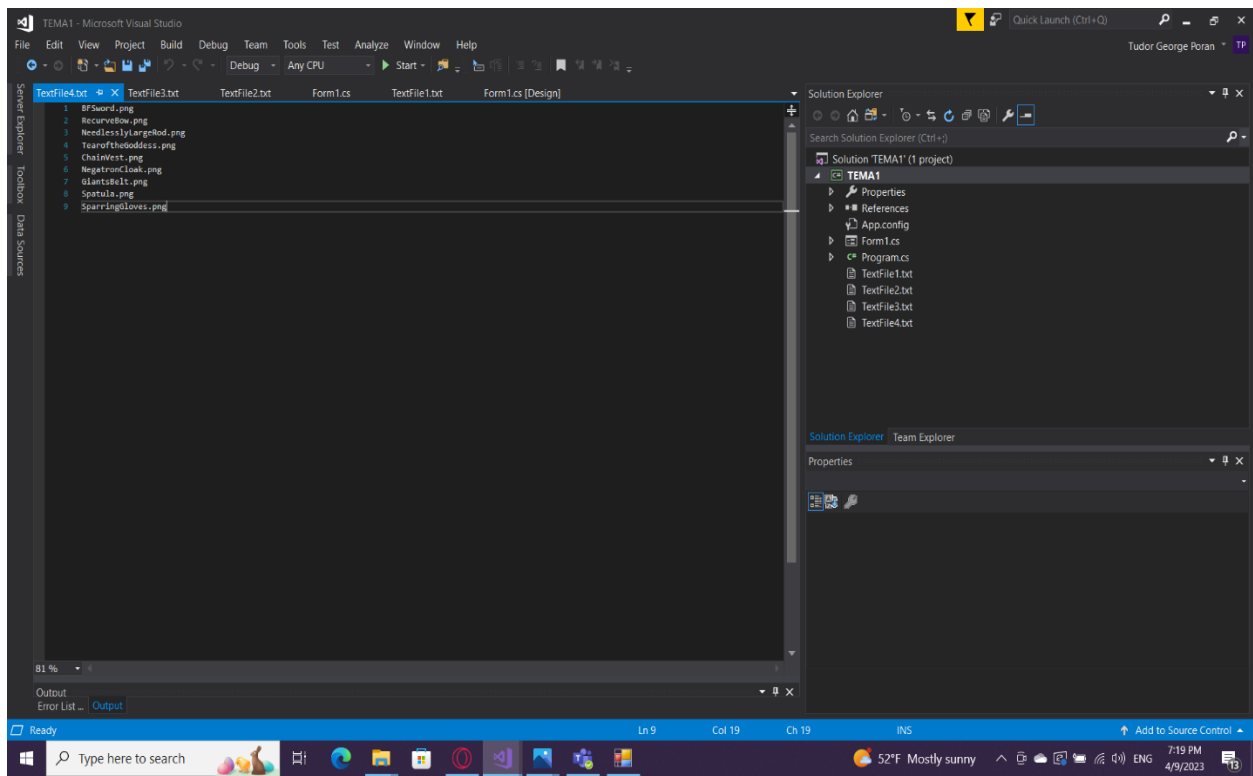 TEMA1 - Microsoft Visual Studio
Quick Launch (Ctrl+Q)
File Edit View Project Build Debug Team Tools Test Analyze Window Help
Tudor George Poran TP
Debug Any CPU Start
Server Explorer
Toolbox
Data Sources
TextFile4.txt TextFile3.txt TextFile2.txt Form1.cs TextFile1.txt Form1.cs [Design]
1 BFSword.png
2 RecurveBow.png
3 NeedlesslyLargeRod.png
4 TearoftheGoddess.png
5 ChainVest.png
6 NegatronCloak.png
7 GiantsBelt.png
8 Spatula.png
9 SparringGloves.png
81 %
Output
Error List ... Output
Solution Explorer
Search Solution Explorer (Ctrl+;)
Solution 'TEMA1' (1 project)
C# TEMA1
Properties
References
App.config
Form1.cs
C# Program.cs
TextFile1.txt
TextFile2.txt
TextFile3.txt
TextFile4.txt
Solution Explorer Team Explorer
Properties
Ready Ln 9 Col 19 Ch 19 INS Add to Source Control
Type here to search 52°F Mostly sunny ENG 7:19 PM
4/9/2023
13